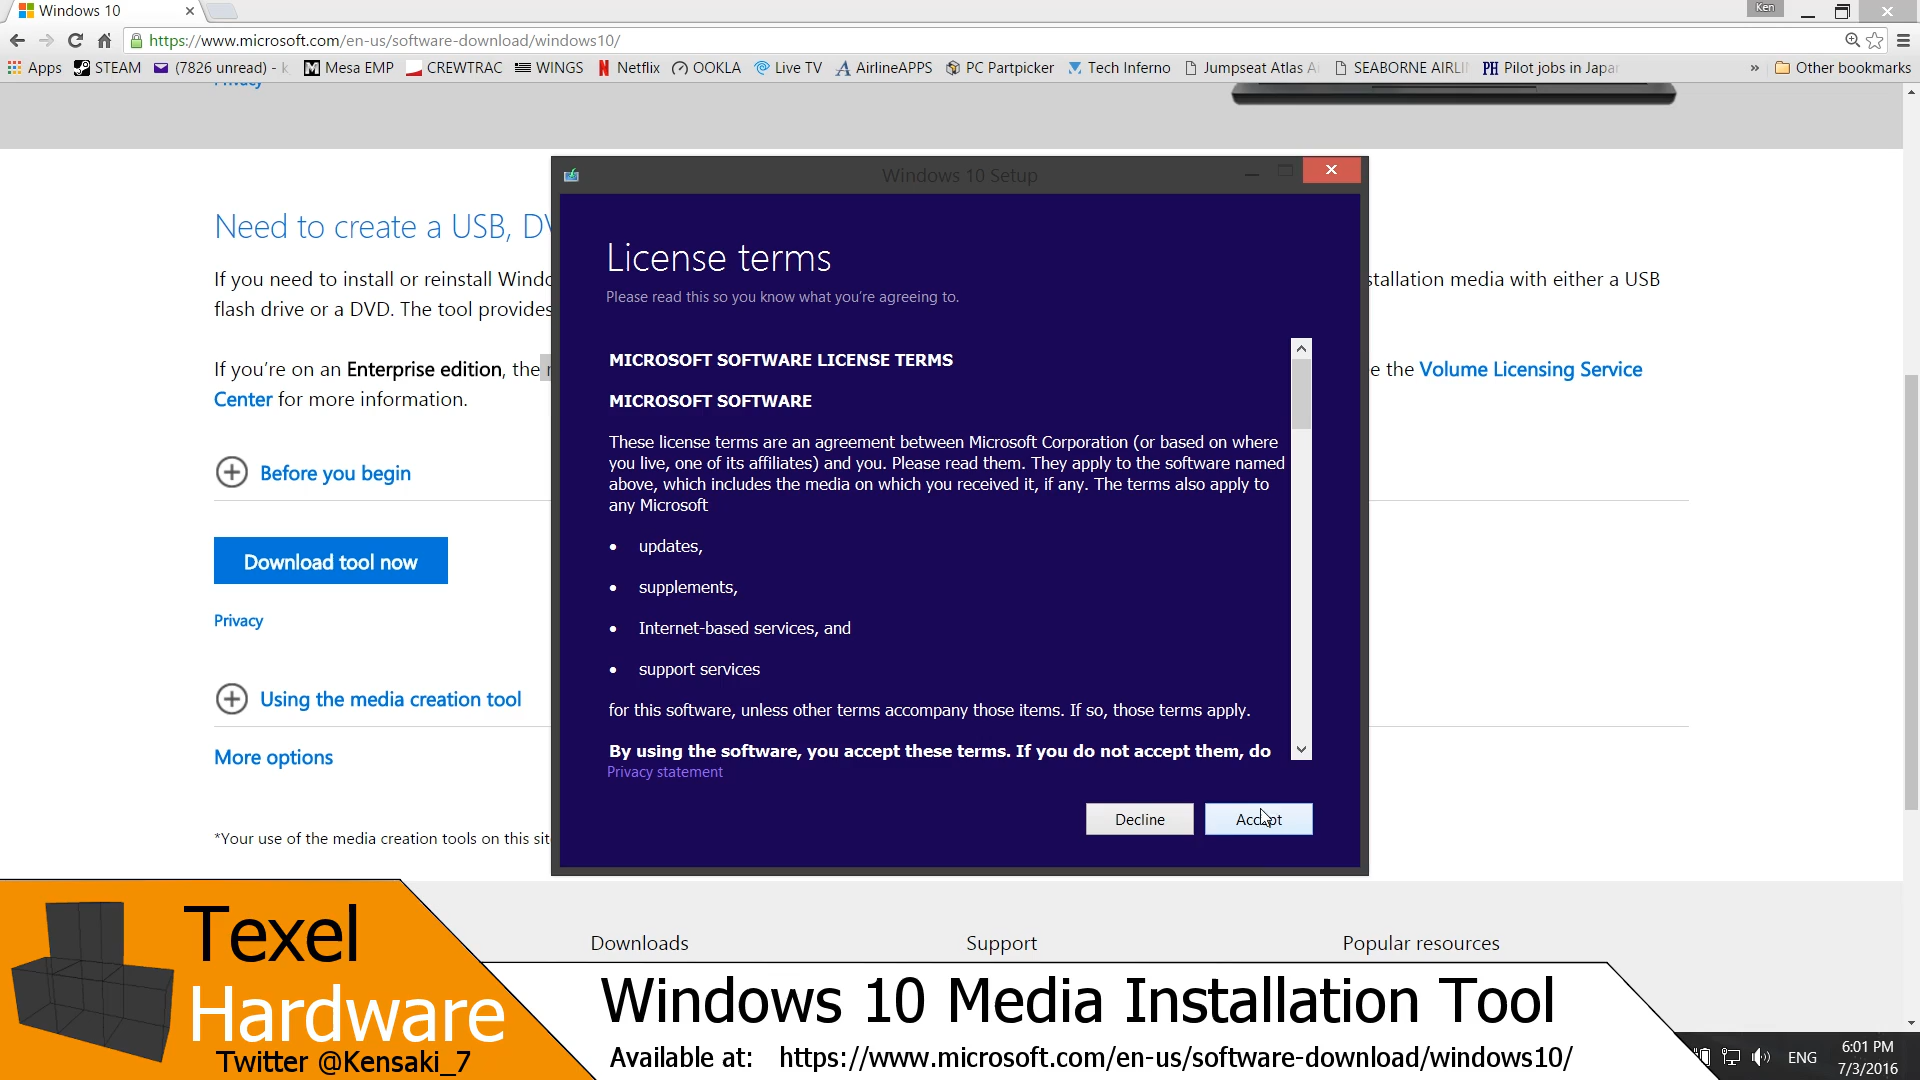 Windows 10
Ken
https://www.microsoft.com/en-us/software-download/windows10/
Apps STEAM (7826 unread) - k Mesa EMP CREWTRAC WINGS Netflix OOKLA Live TV AirlineAPPS PC Partpicker Tech Inferno Jumpseat Atlas Ai SEABORNE AIRLI PH Pilot jobs in Japa » Other bookmarks
Privacy
Windows 10 Setup
Need to create a USB, DV
If you need to install or reinstall Windo
stallation media with either a USB
flash drive or a DVD. The tool provides
If you're on an Enterprise edition, the
e the Volume Licensing Service
Center for more information.
Before you begin
Download tool now
Privacy
Using the media creation tool
More options
*Your use of the media creation tools on this sit
License terms
Please read this so you know what you're agreeing to.
MICROSOFT SOFTWARE LICENSE TERMS
MICROSOFT SOFTWARE
These license terms are an agreement between Microsoft Corporation (or based on where
you live, one of its affiliates) and you. Please read them. They apply to the software named
above, which includes the media on which you received it, if any. The terms also apply to
any Microsoft
• updates,
• supplements,
• Internet-based services, and
• support services
for this software, unless other terms accompany those items. If so, those terms apply.
By using the software, you accept these terms. If you do not accept them, do
Privacy statement
Decline
Accept
Downloads
Support
Popular resources
Texel
Hardware
Twitter @Kensaki_7
Windows 10 Media Installation Tool
Available at: https://www.microsoft.com/en-us/software-download/windows10/
ENG
6:01 PM
7/3/2016